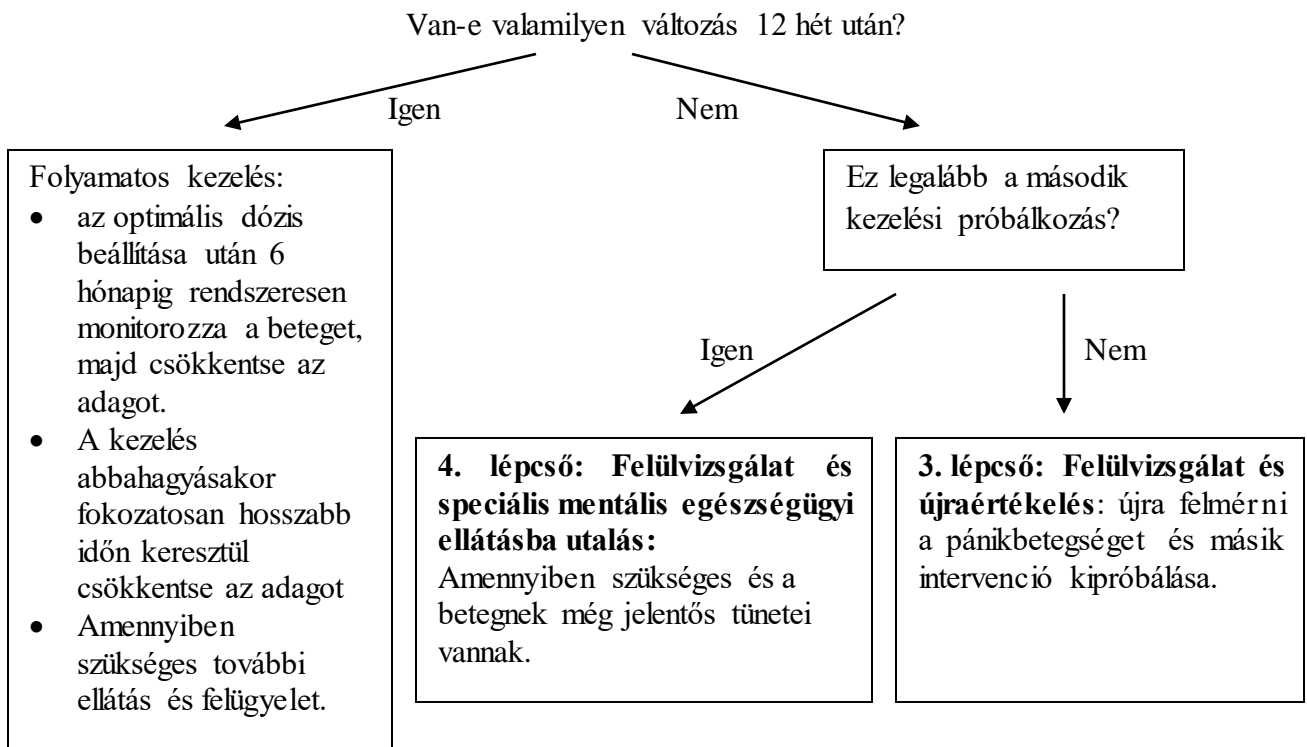 Van-e valamilyen változás 12 hét után?
Igen
Nem
Folyamatos kezelés:
• az optimális dózis
beállítása után 6
hónapig rendszeresen
monitorozza a beteget,
majd csökkentse az
adagot.
• A kezelés
abbahagyásakor
fokozatosan hosszabb
időn keresztül
csökkentse az adagot
• Amennyiben
szükséges további
ellátás és felügyelet.
Ez legalább a második
kezelési próbálkozás?
Igen
Nem
4. lépcső: Felülvizsgálat és
speciális mentális egészségügyi
ellátásba utalás:
Amennyiben szükséges és a
betegnek még jelentős tünetei
vannak.
3. lépcső: Felülvizsgálat és
újraértékelés: újra felmérni
a pánikbetegséget és másik
intervenció kipróbálása.